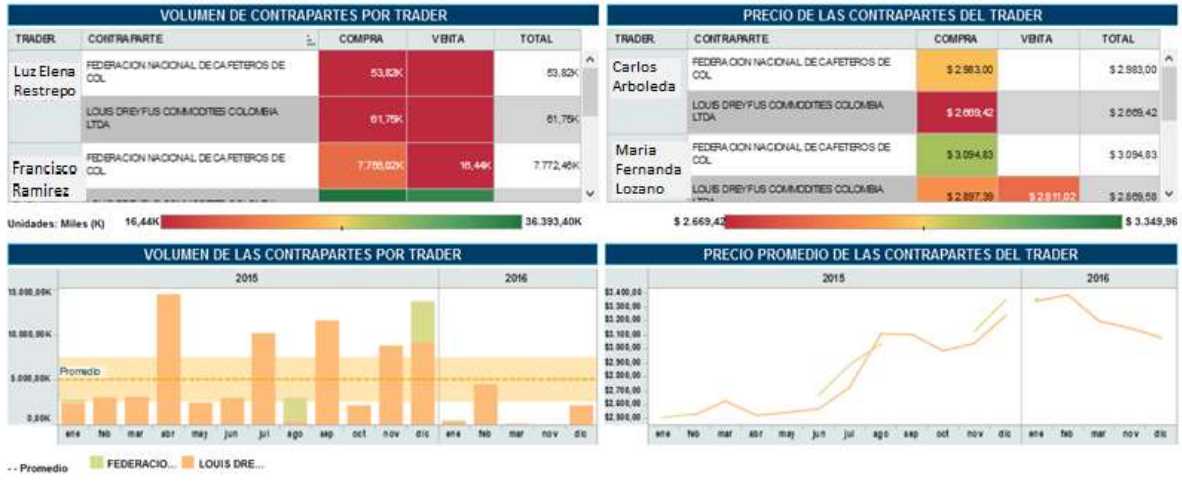 VOLUMEN DE CONTRAPARTES POR TRADER
TRADER CONTRAPARTE COMPRA VENTA TOTAL
Luz Elena Restrepo
FEDERACION NACIONAL DE CAFETEROS DE COL 53,82K 53,82K
LOUIS DREYFUS COMMODITIES COLOMBIA LTDA 61,75K 61,75K
Francisco Ramirez
FEDERACION NACIONAL DE CAFETEROS DE COL 16,44K 7.772,46K
Unidades: Miles (K) 16,44K 36.393,40K
PRECIO DE LAS CONTRAPARTES DEL TRADER
TRADER CONTRAPARTE COMPRA VENTA TOTAL
Carlos Arboleda
FEDERACION NACIONAL DE CAFETEROS DE COL $ 2.983,00 $ 2.983,00
LOUIS DREYFUS COMMODITIES COLOMBIA LTDA $ 2.669,42 $ 2.669,42
Maria Fernanda Lozano
FEDERACION NACIONAL DE CAFETEROS DE COL $ 3.094,83 $ 3.094,83
LOUIS DREYFUS COMMODITIES COLOMBIA $ 2.897,39 $ 2.811,02 $ 2.869,58
$ 2.669,42 $ 3.349,96
VOLUMEN DE LAS CONTRAPARTES POR TRADER
2015 2016
15.000,00K
10.000,00K
5.000,00K
0,00K
Promedio
ene feb mar abr may jun jul ago sep oct nov dic ene feb mar nov dic
- - Promedio FEDERACIO... LOUIS DRE...
PRECIO PROMEDIO DE LAS CONTRAPARTES DEL TRADER
2015 2016
$3.400,00
$3.300,00
$3.200,00
$3.100,00
$3.000,00
$2.900,00
$2.800,00
$2.700,00
$2.600,00
$2.500,00
ene feb mar abr may jun jul ago sep oct nov dic ene feb mar nov dic